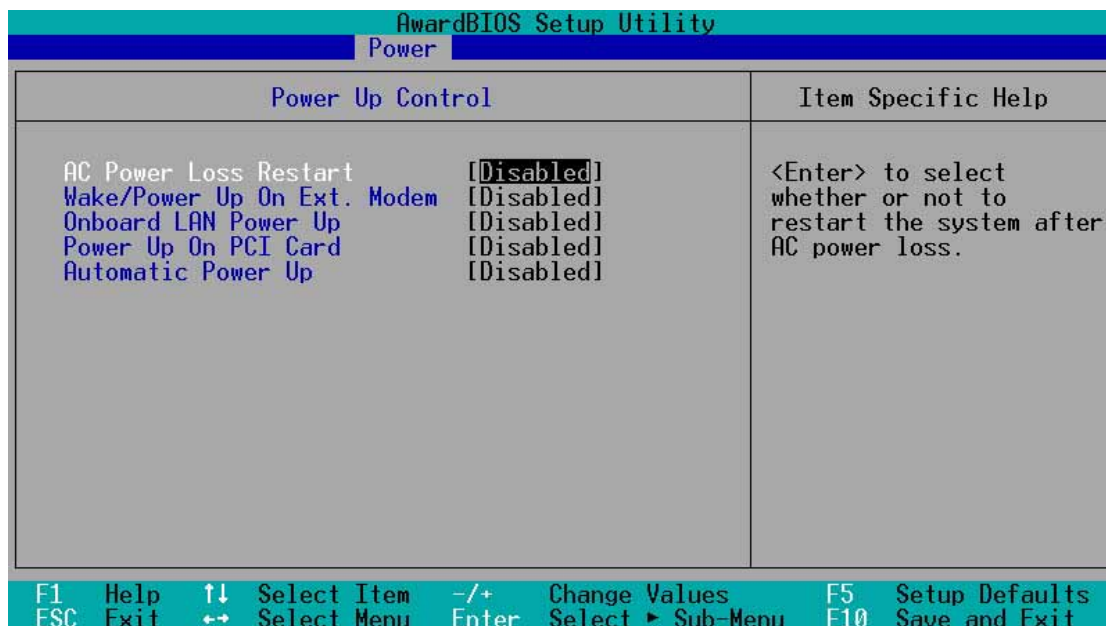 AwardBIOS Setup Utility
Power
Power Up Control
Item Specific Help
AC Power Loss Restart [Disabled]
Wake/Power Up On Ext. Modem [Disabled]
Onboard LAN Power Up [Disabled]
Power Up On PCI Card [Disabled]
Automatic Power Up [Disabled]
<Enter> to select
whether or not to
restart the system after
AC power loss.
F1 Help ↑↓ Select Item -/+ Change Values F5 Setup Defaults
ESC Exit ←→ Select Menu Enter Select ► Sub-Menu F10 Save and Exit